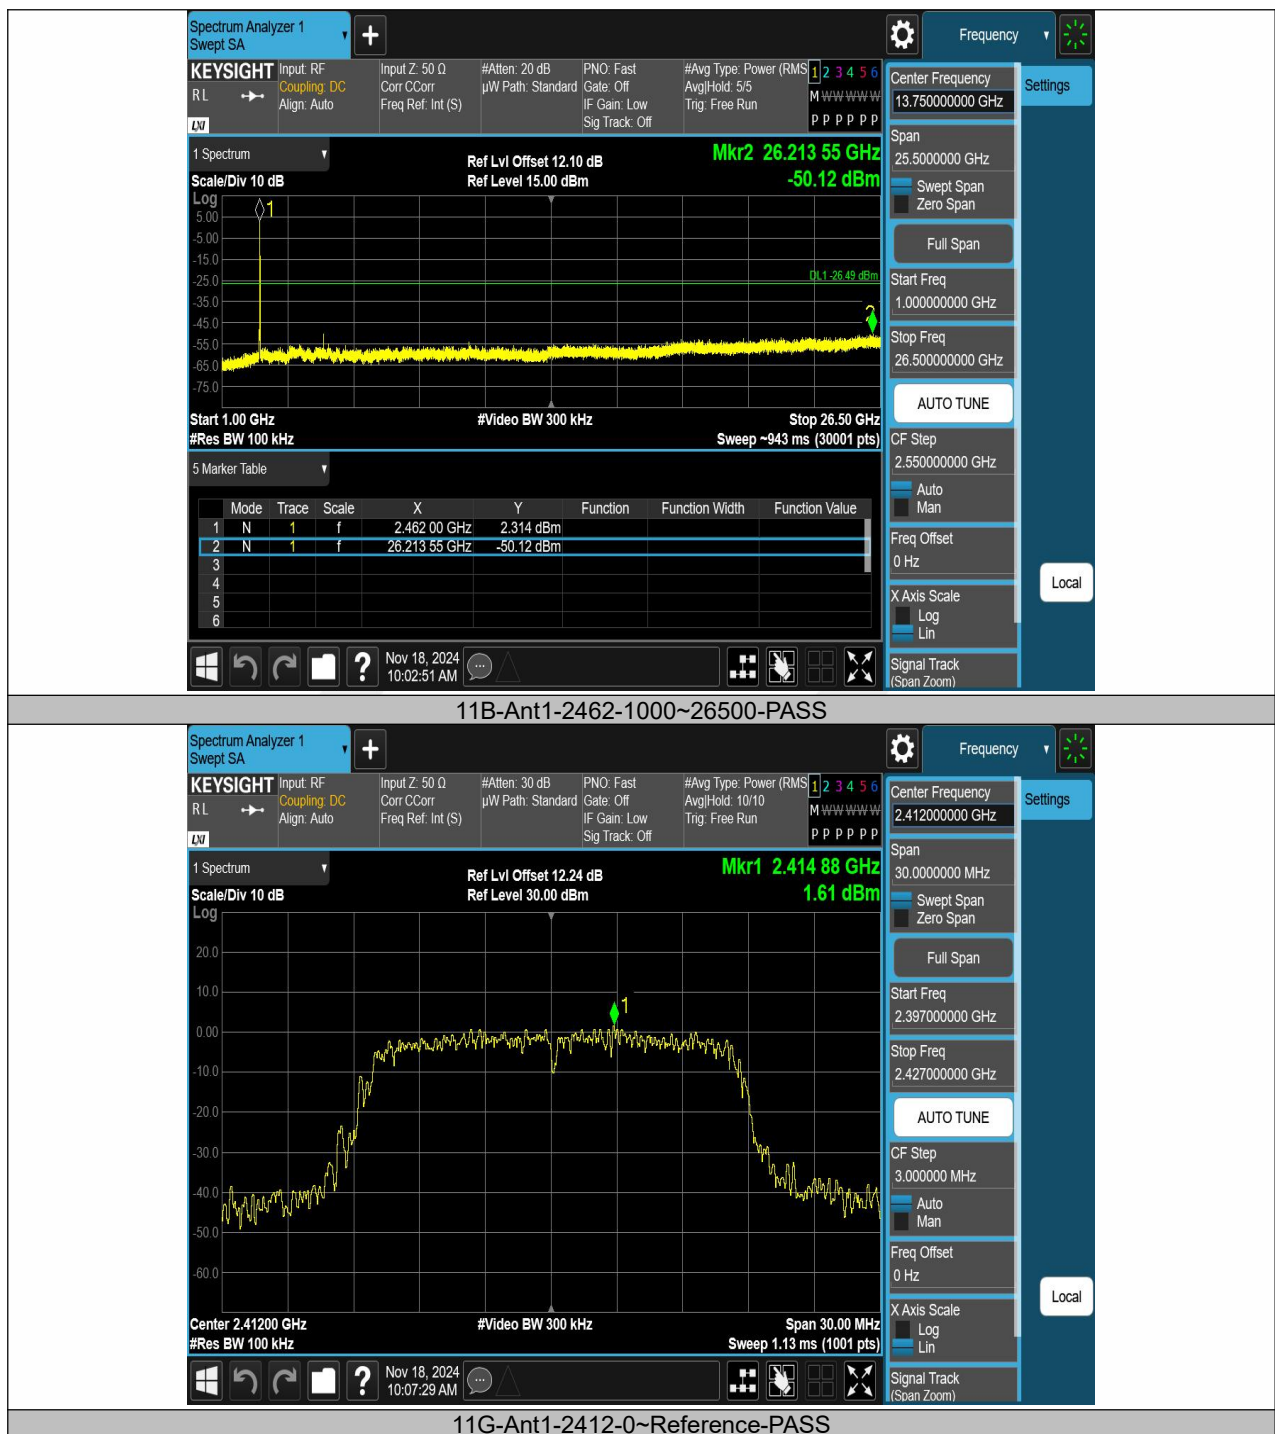 Spectrum Analyzer 1
Swept SA
Frequency
KEYSIGHT
RL
LXI
Input: RF
Coupling: DC
Align: Auto
Input Z: 50 Ω
Corr CCorr
Freq Ref: Int (S)
#Atten: 20 dB
µW Path: Standard
PNO: Fast
Gate: Off
IF Gain: Low
Sig Track: Off
#Avg Type: Power (RMS
Avg|Hold: 5/5
Trig: Free Run
1 2 3 4 5 6
M W W W W W
P P P P P P
1 Spectrum
Scale/Div 10 dB
Ref Lvl Offset 12.10 dB
Ref Level 15.00 dBm
Mkr2 26.213 55 GHz
-50.12 dBm
Log
1
5.00
-5.00
-15.0
DL1 -26.49 dBm
-25.0
-35.0
2
-45.0
-55.0
-65.0
-75.0
Start 1.00 GHz
#Video BW 300 kHz
Stop 26.50 GHz
#Res BW 100 kHz
Sweep ~943 ms (30001 pts)
5 Marker Table
Mode Trace Scale X Y Function Function Width Function Value
1 N 1 f 2.462 00 GHz 2.314 dBm
2 N 1 f 26.213 55 GHz -50.12 dBm
3
4
5
6
Nov 18, 2024
10:02:51 AM
Center Frequency
13.750000000 GHz
Settings
Span
25.5000000 GHz
Swept Span
Zero Span
Full Span
Start Freq
1.000000000 GHz
Stop Freq
26.500000000 GHz
AUTO TUNE
CF Step
2.550000000 GHz
Auto
Man
Freq Offset
0 Hz
Local
X Axis Scale
Log
Lin
Signal Track
(Span Zoom)
11B-Ant1-2462-1000~26500-PASS
Spectrum Analyzer 1
Swept SA
Frequency
KEYSIGHT
RL
LXI
Input: RF
Coupling: DC
Align: Auto
Input Z: 50 Ω
Corr CCorr
Freq Ref: Int (S)
#Atten: 30 dB
µW Path: Standard
PNO: Fast
Gate: Off
IF Gain: Low
Sig Track: Off
#Avg Type: Power (RMS
Avg|Hold: 10/10
Trig: Free Run
1 2 3 4 5 6
M W W W W W
P P P P P P
1 Spectrum
Scale/Div 10 dB
Ref Lvl Offset 12.24 dB
Ref Level 30.00 dBm
Mkr1 2.414 88 GHz
1.61 dBm
Log
20.0
10.0
1
0.00
-10.0
-20.0
-30.0
-40.0
-50.0
-60.0
Center 2.41200 GHz
#Video BW 300 kHz
Span 30.00 MHz
#Res BW 100 kHz
Sweep 1.13 ms (1001 pts)
Nov 18, 2024
10:07:29 AM
Center Frequency
2.412000000 GHz
Settings
Span
30.0000000 MHz
Swept Span
Zero Span
Full Span
Start Freq
2.397000000 GHz
Stop Freq
2.427000000 GHz
AUTO TUNE
CF Step
3.000000 MHz
Auto
Man
Freq Offset
0 Hz
Local
X Axis Scale
Log
Lin
Signal Track
(Span Zoom)
11G-Ant1-2412-0~Reference-PASS